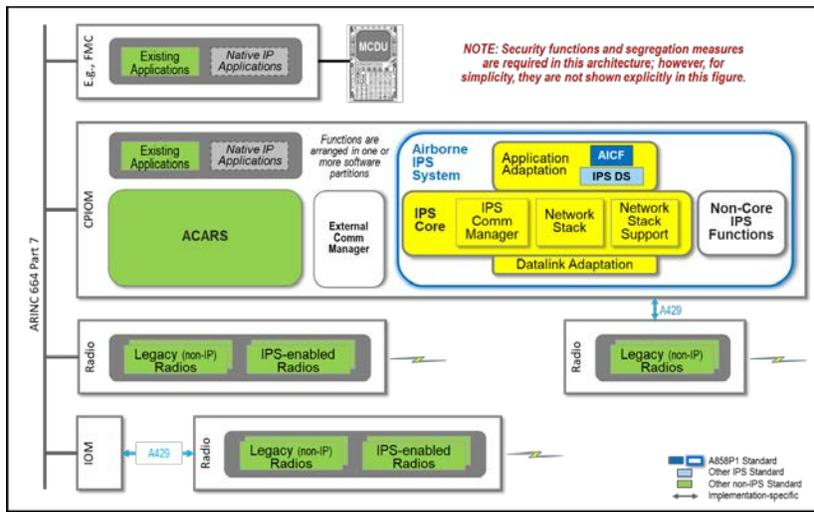 ARINC 664 Part 7
E.g., FMC
Existing
Applications
Native IP
Applications
MCDU
NOTE: Security functions and segregation measures
are required in this architecture; however, for
simplicity, they are not shown explicitly in this figure.
CPIOM
Existing
Applications
Native IP
Applications
Functions are
arranged in one or
more software
partitions
ACARS
External
Comm
Manager
Airborne
IPS
System
Application
Adaptation
AICF
IPS DS
IPS
Core
IPS
Comm
Manager
Network
Stack
Network
Stack
Support
Datalink Adaptation
Non-Core
IPS
Functions
A429
Radio
Legacy (non-IP)
Radios
IPS-enabled
Radios
Radio
Legacy (non-IP)
Radios
IOM
A429
Radio
Legacy (non-IP)
Radios
IPS-enabled
Radios
A858P1 Standard
Other IPS Standard
Other non-IPS Standard
Implementation-specific